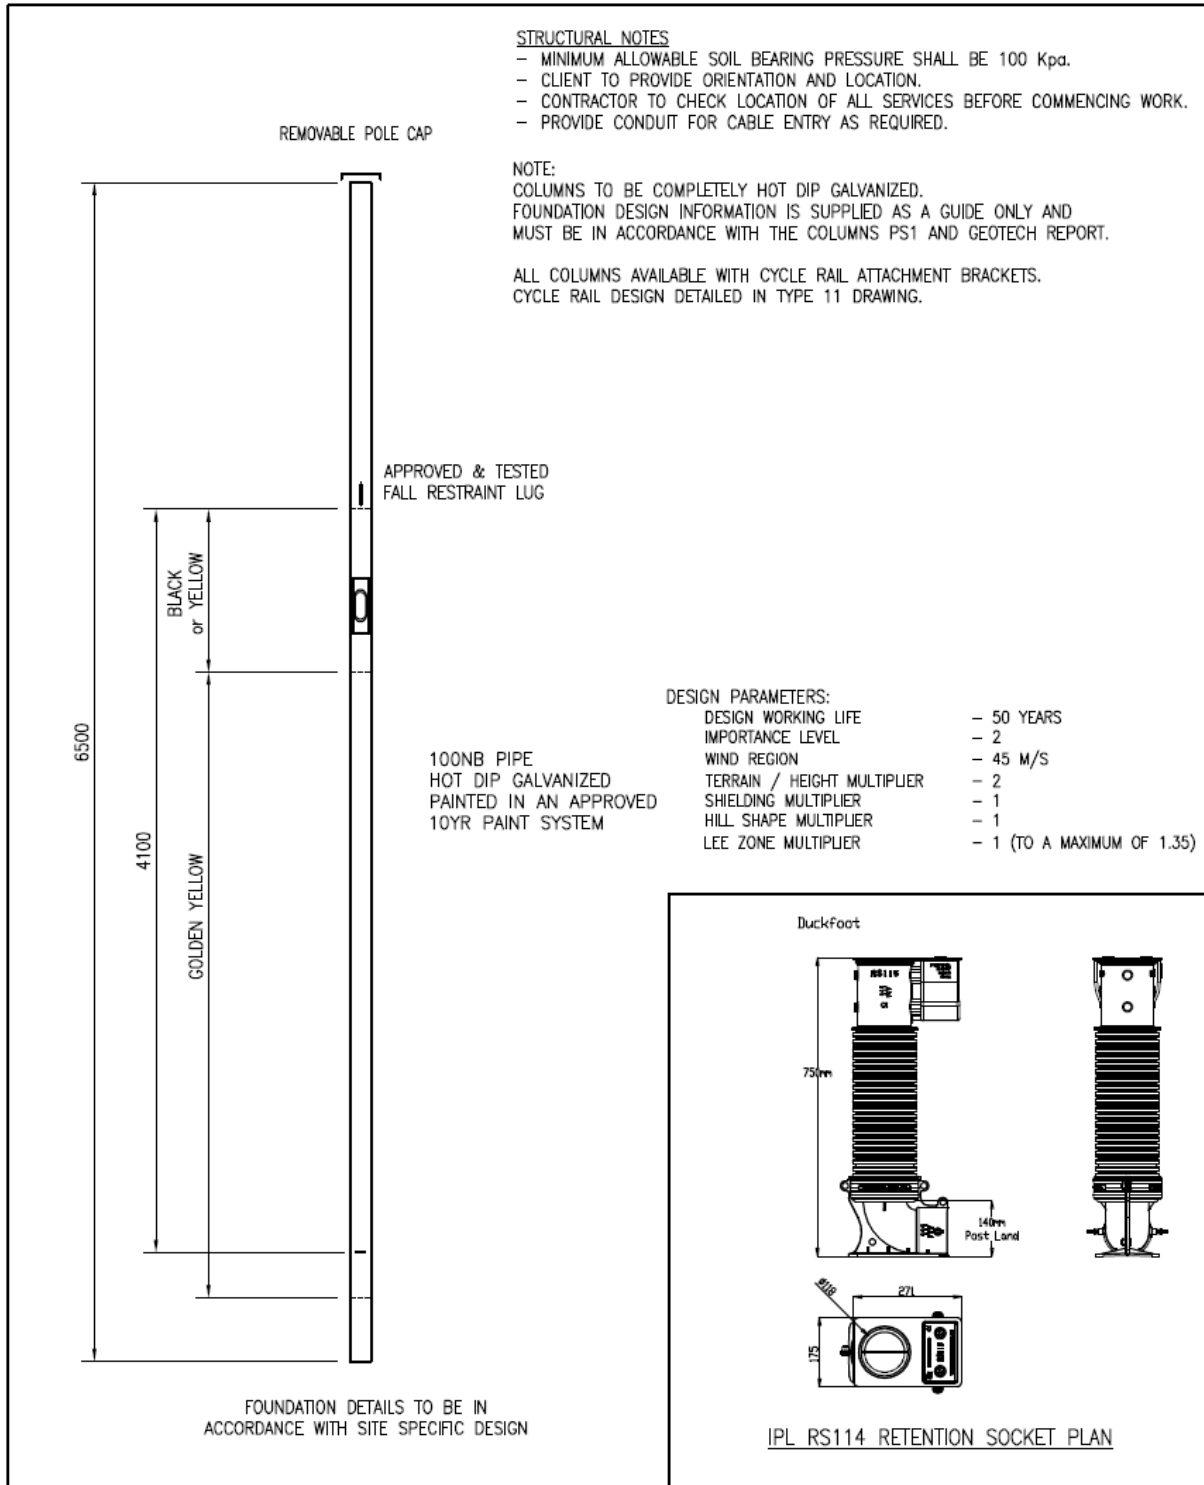 STRUCTURAL NOTES
– MINIMUM ALLOWABLE SOIL BEARING PRESSURE SHALL BE 100 Kpa.
– CLIENT TO PROVIDE ORIENTATION AND LOCATION.
– CONTRACTOR TO CHECK LOCATION OF ALL SERVICES BEFORE COMMENCING WORK.
– PROVIDE CONDUIT FOR CABLE ENTRY AS REQUIRED.
REMOVABLE POLE CAP
NOTE:
COLUMNS TO BE COMPLETELY HOT DIP GALVANIZED.
FOUNDATION DESIGN INFORMATION IS SUPPLIED AS A GUIDE ONLY AND
MUST BE IN ACCORDANCE WITH THE COLUMNS PS1 AND GEOTECH REPORT.
ALL COLUMNS AVAILABLE WITH CYCLE RAIL ATTACHMENT BRACKETS.
CYCLE RAIL DESIGN DETAILED IN TYPE 11 DRAWING.
APPROVED & TESTED
FALL RESTRAINT LUG
BLACK
or YELLOW
6500
4100
GOLDEN YELLOW
100NB PIPE
HOT DIP GALVANIZED
PAINTED IN AN APPROVED
10YR PAINT SYSTEM
DESIGN PARAMETERS:
DESIGN WORKING LIFE – 50 YEARS
IMPORTANCE LEVEL – 2
WIND REGION – 45 M/S
TERRAIN / HEIGHT MULTIPLIER – 2
SHIELDING MULTIPLIER – 1
HILL SHAPE MULTIPLIER – 1
LEE ZONE MULTIPLIER – 1 (TO A MAXIMUM OF 1.35)
Duckfoot
RS115
750mm
140mm
Post Land
Ø118
271
175
FOUNDATION DETAILS TO BE IN
ACCORDANCE WITH SITE SPECIFIC DESIGN
IPL RS114 RETENTION SOCKET PLAN